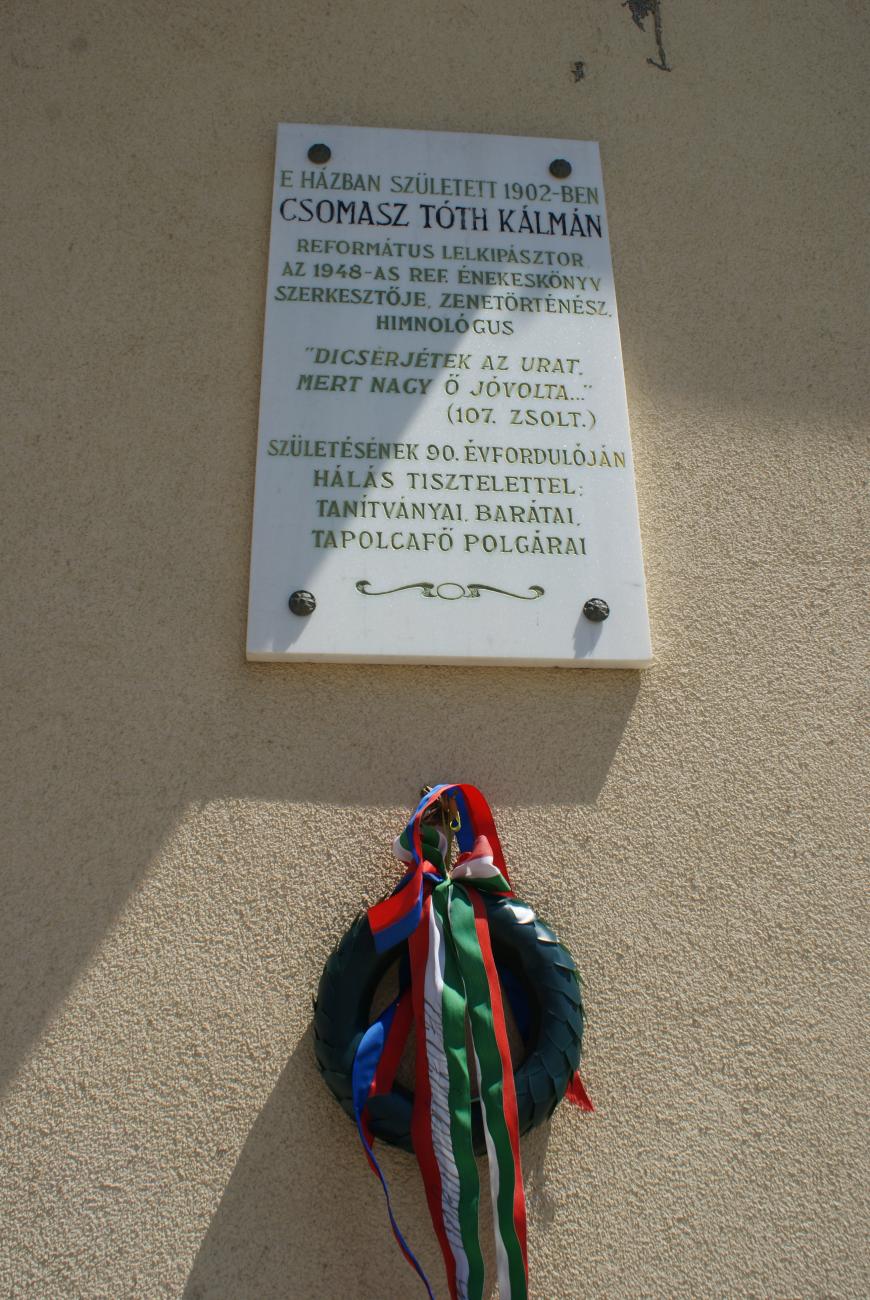 E HÁZBAN SZÜLETETT 1902-BEN
CSOMASZ TÓTH KÁLMÁN
REFORMÁTUS LELKIPÁSZTOR,
AZ 1948-AS REF. ÉNEKESKÖNYV
SZERKESZTŐJE, ZENETÖRTÉNÉSZ,
HIMNOLÓGUS
"DICSÉRJÉTEK AZ URAT,
MERT NAGY Ő JÓVOLTA..."
(107. ZSOLT.)
SZÜLETÉSÉNEK 90. ÉVFORDULÓJÁN
HÁLÁS TISZTELETTEL:
TANÍTVÁNYAI, BARÁTAI,
TAPOLCAFŐ POLGÁRAI